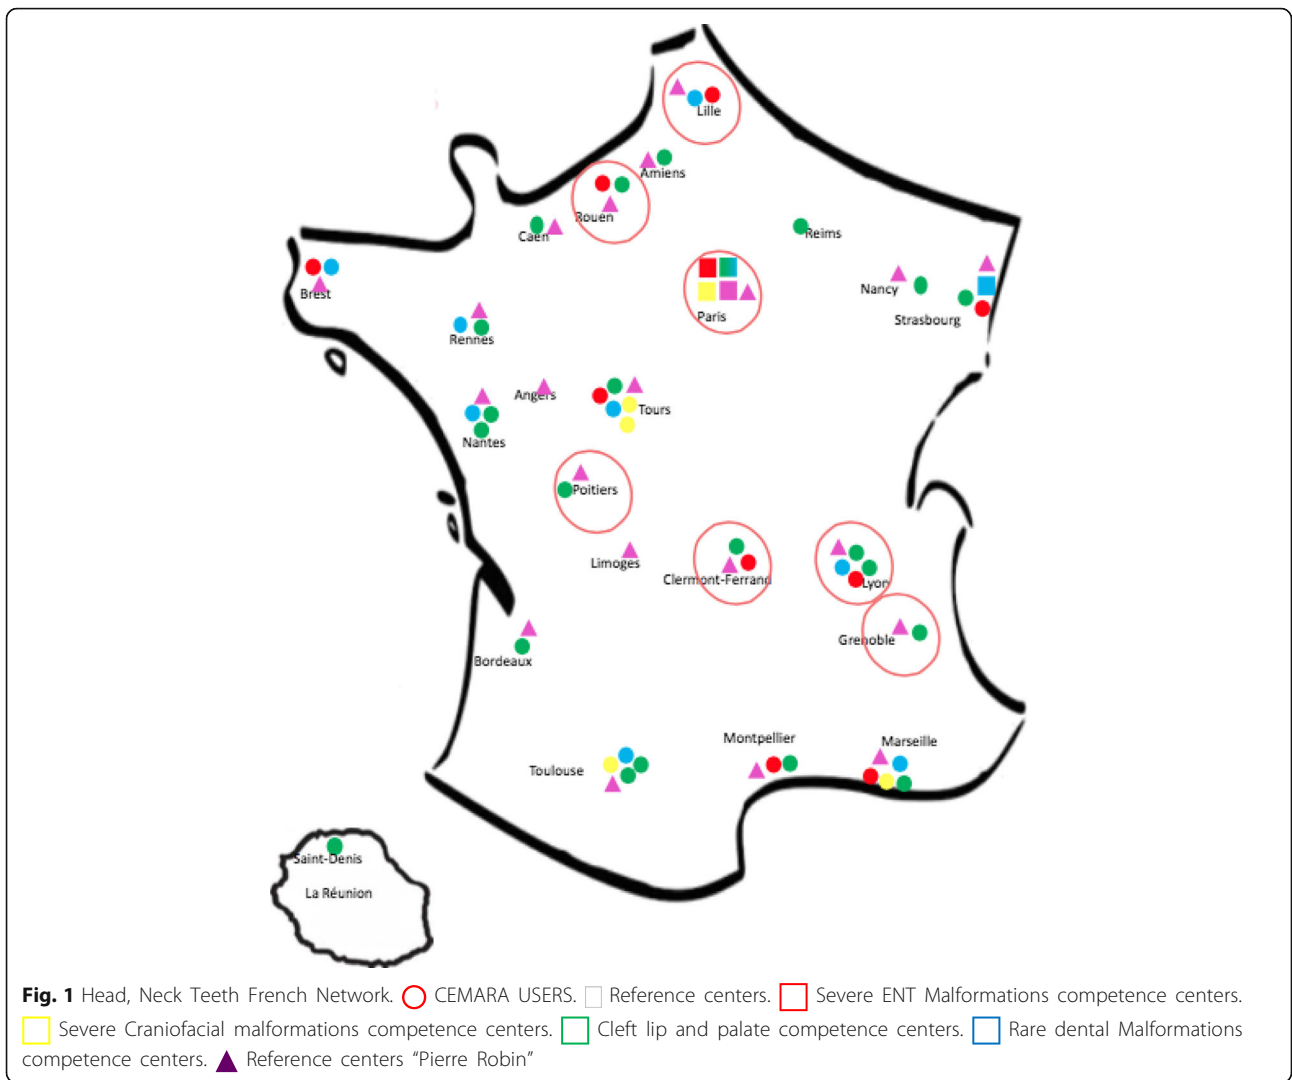 Lille
Amiens
Rouen
Caen
Reims
Brest
Paris
Nancy
Strasbourg
Rennes
Angers
Tours
Nantes
Poitiers
Limoges
Clermont-Ferrand
Lyon
Grenoble
Bordeaux
Montpellier
Marseille
Toulouse
Saint-Denis
La Réunion
Fig. 1 Head, Neck Teeth French Network. CEMARA USERS. Reference centers. Severe ENT Malformations competence centers.
Severe Craniofacial malformations competence centers. Cleft lip and palate competence centers. Rare dental Malformations
competence centers. Reference centers “Pierre Robin”